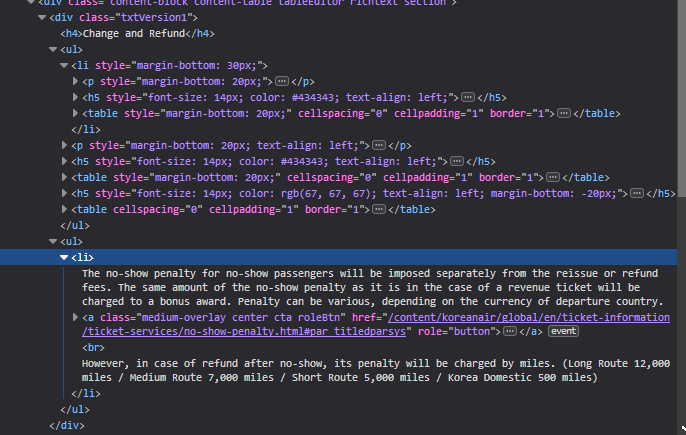 <div class="content-block content-table tableEditor richtext section">
<div class="txtVersion1">
<h4>Change and Refund</h4>
<ul>
<li style="margin-bottom: 30px;">
<p style="margin-bottom: 20px;">…</p>
<h5 style="font-size: 14px; color: #434343; text-align: left;">…</h5>
<table style="margin-bottom: 20px;" cellspacing="0" cellpadding="1" border="1">…</table>
</li>
<p style="margin-bottom: 20px; text-align: left;">…</p>
<h5 style="font-size: 14px; color: #434343; text-align: left;">…</h5>
<table style="margin-bottom: 20px;" cellspacing="0" cellpadding="1" border="1">…</table>
<h5 style="font-size: 14px; color: rgb(67, 67, 67); text-align: left; margin-bottom: -20px;">…</h5>
<table cellspacing="0" cellpadding="1" border="1">…</table>
</ul>
<ul>
<li>
The no-show penalty for no-show passengers will be imposed separately from the reissue or refund
fees. The same amount of the no-show penalty as it is in the case of a revenue ticket will be
charged to a bonus award. Penalty can be various, depending on the currency of departure country.
<a class="medium-overlay center cta roleBtn" href="/content/koreanair/global/en/ticket-information
/ticket-services/no-show-penalty.html#par_titledparsys" role="button">…</a> event
<br>
However, in case of refund after no-show, its penalty will be charged by miles. (Long Route 12,000
miles / Medium Route 7,000 miles / Short Route 5,000 miles / Korea Domestic 500 miles)
</li>
</ul>
</div>